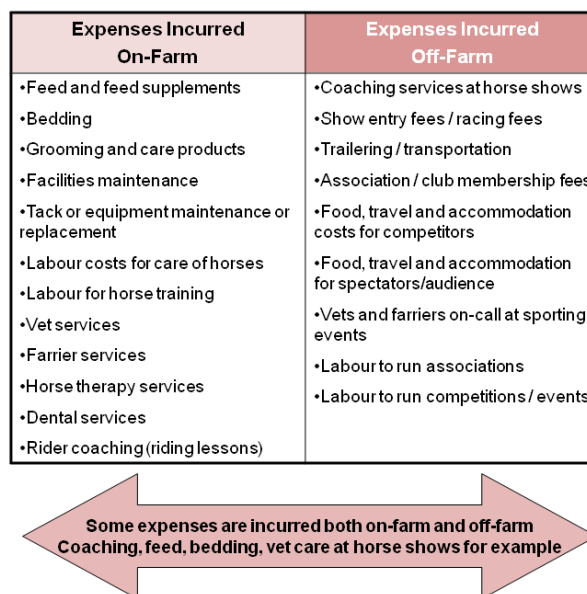 Expenses Incurred
On-Farm
•Feed and feed supplements
•Bedding
•Grooming and care products
•Facilities maintenance
•Tack or equipment maintenance or
replacement
•Labour costs for care of horses
•Labour for horse training
•Vet services
•Farrier services
•Horse therapy services
•Dental services
•Rider coaching (riding lessons)
Expenses Incurred
Off-Farm
•Coaching services at horse shows
•Show entry fees / racing fees
•Trailering / transportation
•Association / club membership fees
•Food, travel and accommodation
costs for competitors
•Food, travel and accommodation
for spectators/audience
•Vets and farriers on-call at sporting
events
•Labour to run associations
•Labour to run competitions / events
Some expenses are incurred both on-farm and off-farm
Coaching, feed, bedding, vet care at horse shows for example